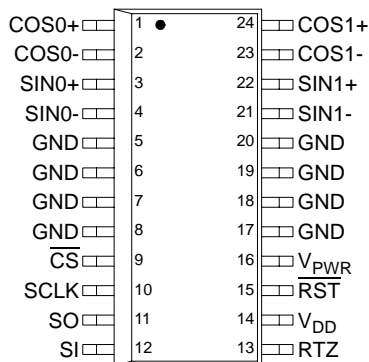 COS0+ 1 24 COS1+
COS0- 2 23 COS1-
SIN0+ 3 22 SIN1+
SIN0- 4 21 SIN1-
GND 5 20 GND
GND 6 19 GND
GND 7 18 GND
GND 8 17 GND
C̅S̅ 9 16 VPWR
SCLK 10 15 R̅S̅T̅
SO 11 14 VDD
SI 12 13 RTZ